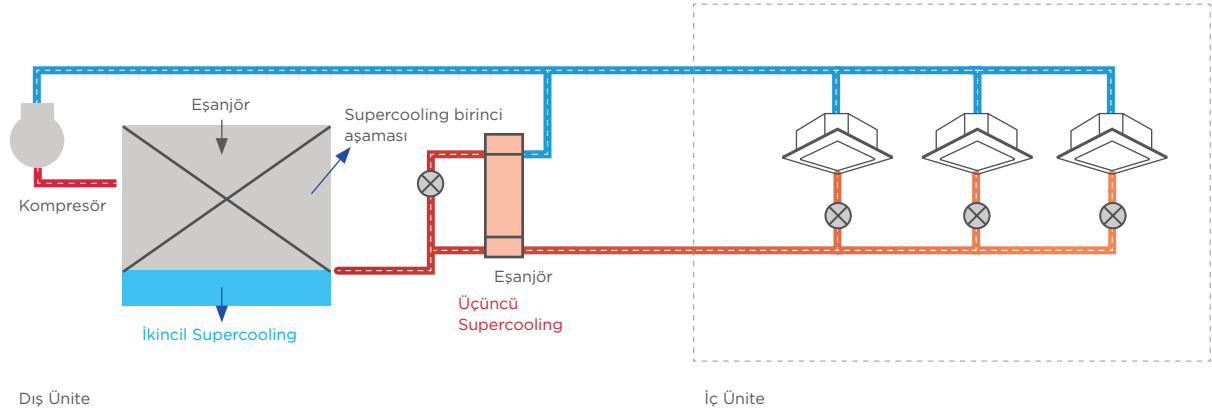 Eşanjör
Supercooling birinci
aşaması
Kompresör
Eşanjör
Üçüncü
Supercooling
İkincil Supercooling
Dış Ünite
İç Ünite